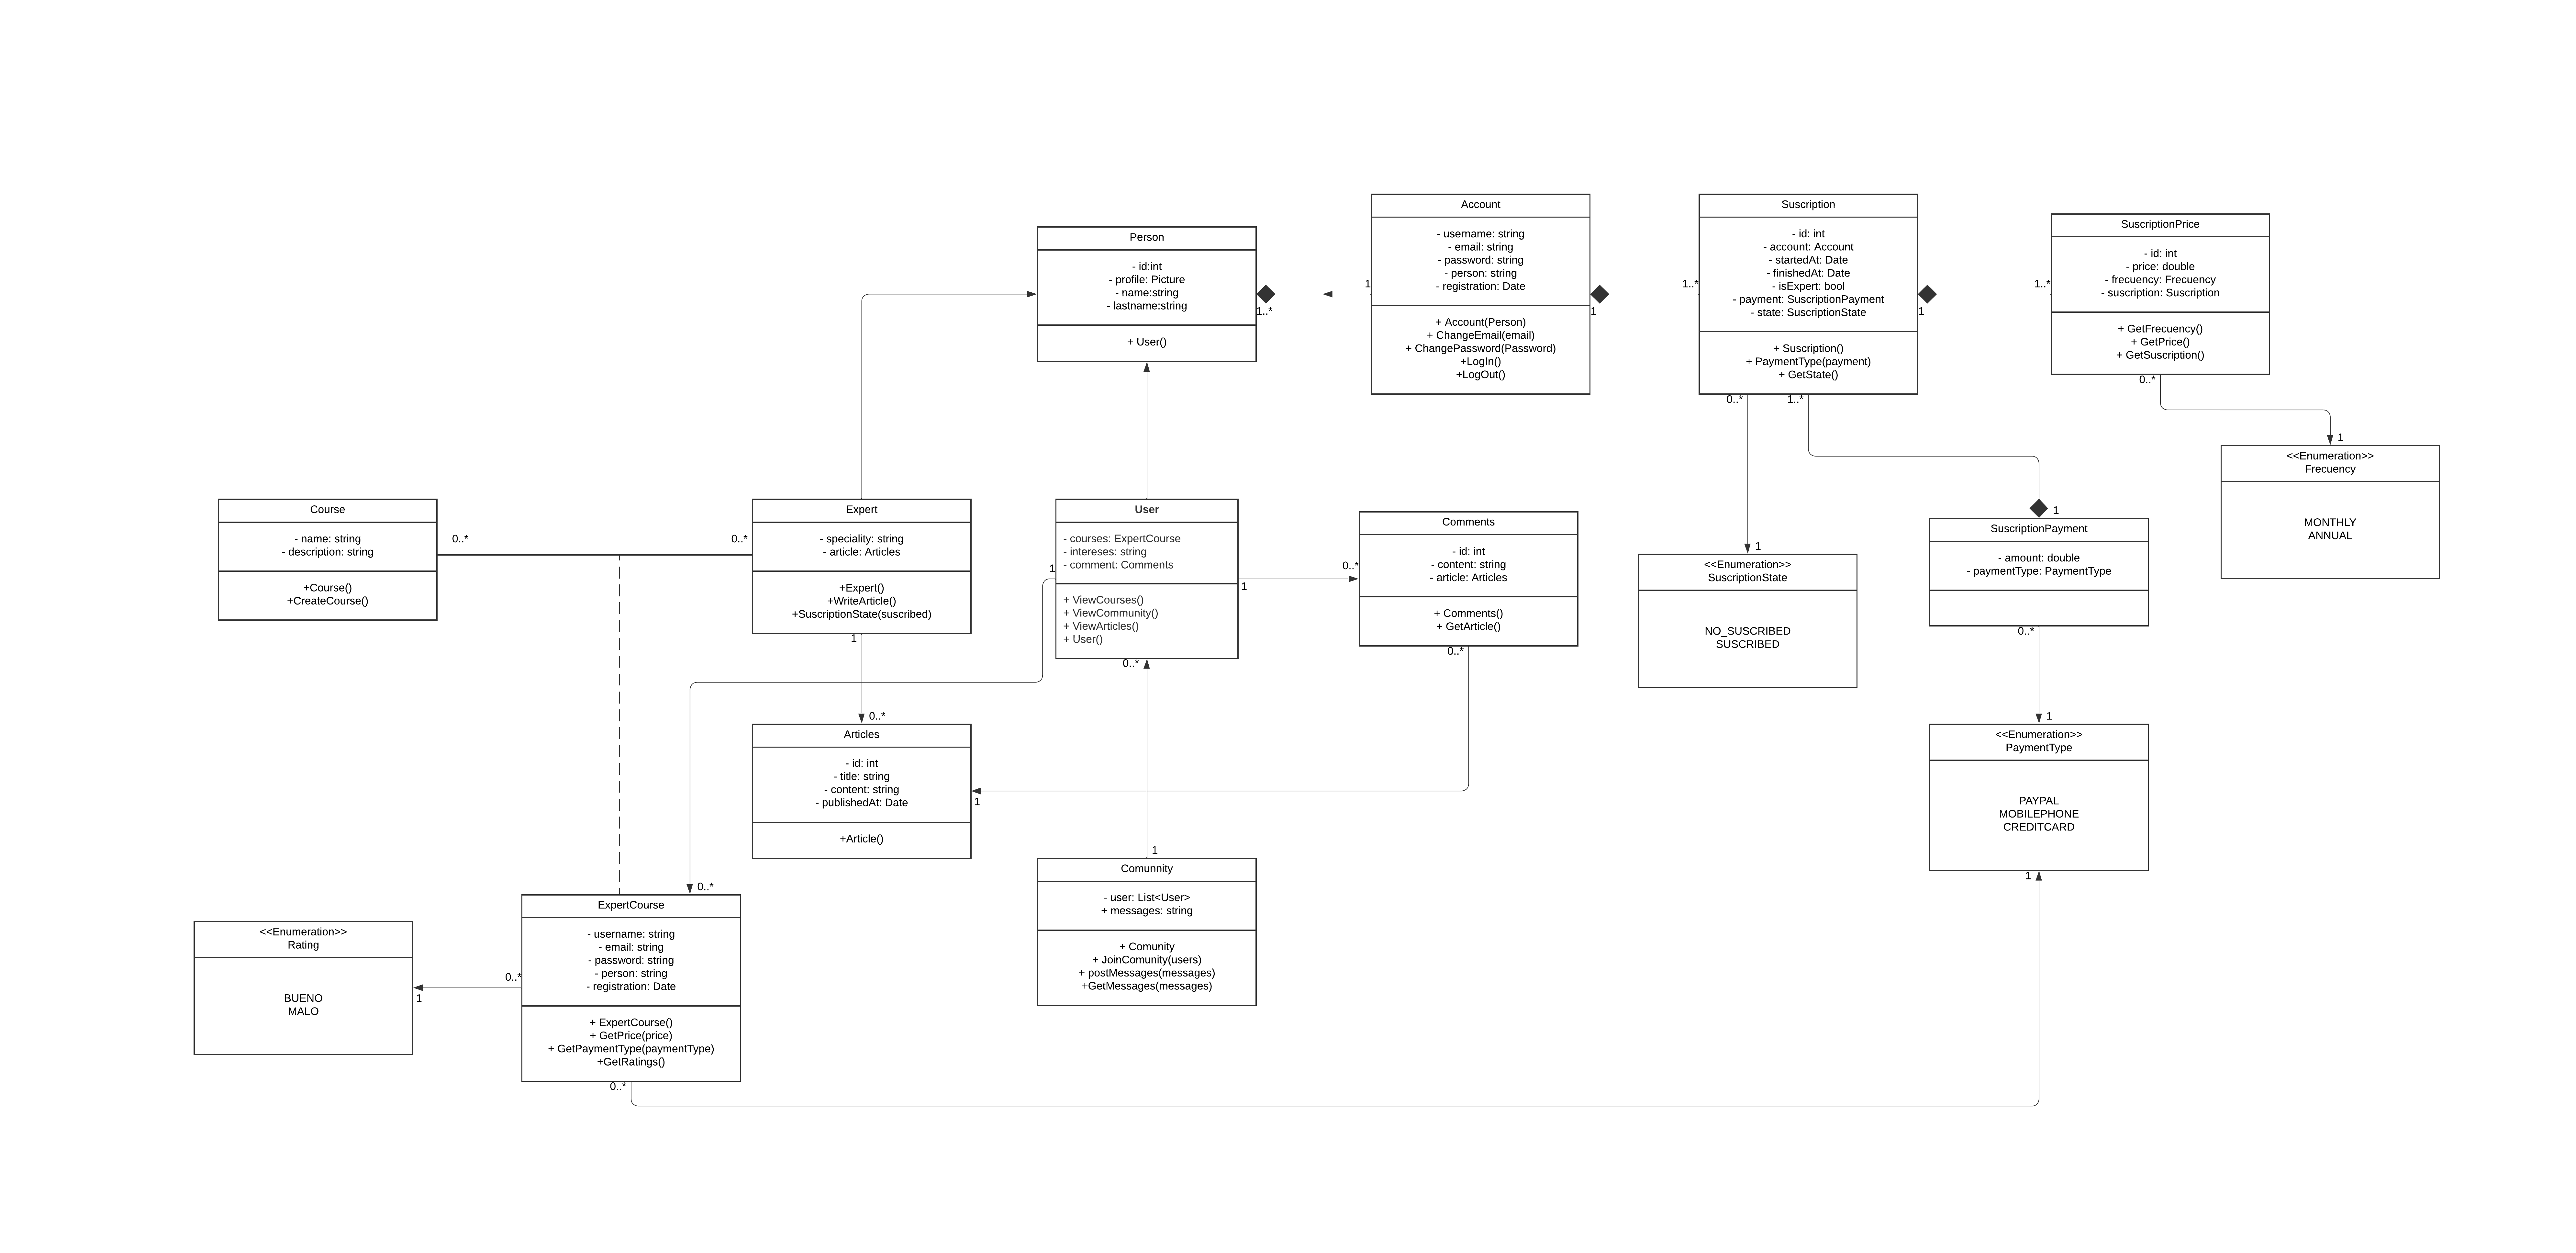 Person
- id:int
- profile: Picture
- name:string
- lastname:string
+ User()
1..*
1
Account
- username: string
- email: string
- password: string
- person: string
- registration: Date
+ Account(Person)
+ ChangeEmail(email)
+ ChangePassword(Password)
+LogIn()
+LogOut()
1
1..*
Suscription
- id: int
- account: Account
- startedAt: Date
- finishedAt: Date
- isExpert: bool
- payment: SuscriptionPayment
- state: SuscriptionState
+ Suscription()
+ PaymentType(payment)
+ GetState()
1
1..*
0..*
1..*
SuscriptionPrice
- id: int
- price: double
- frecuency: Frecuency
- suscription: Suscription
+ GetFrecuency()
+ GetPrice()
+ GetSuscription()
0..*
1
<<Enumeration>>
Frecuency
MONTHLY
ANNUAL
Course
- name: string
- description: string
+Course()
+CreateCourse()
0..*
0..*
Expert
- speciality: string
- article: Articles
+Expert()
+WriteArticle()
+SuscriptionState(suscribed)
1
0..*
User
- courses: ExpertCourse
- intereses: string
- comment: Comments
+ ViewCourses()
+ ViewCommunity()
+ ViewArticles()
+ User()
1
1
0..*
0..*
Comments
- id: int
- content: string
- article: Articles
+ Comments()
+ GetArticle()
0..*
1
<<Enumeration>>
SuscriptionState
NO_SUSCRIBED
SUSCRIBED
1
SuscriptionPayment
- amount: double
- paymentType: PaymentType
0..*
1
<<Enumeration>>
PaymentType
PAYPAL
MOBILEPHONE
CREDITCARD
1
Articles
- id: int
- title: string
- content: string
- publishedAt: Date
+Article()
1
1
Comunnity
- user: List<User>
+ messages: string
+ Comunity
+ JoinComunity(users)
+ postMessages(messages)
+GetMessages(messages)
0..*
ExpertCourse
- username: string
- email: string
- password: string
- person: string
- registration: Date
+ ExpertCourse()
+ GetPrice(price)
+ GetPaymentType(paymentType)
+GetRatings()
0..*
0..*
1
<<Enumeration>>
Rating
BUENO
MALO